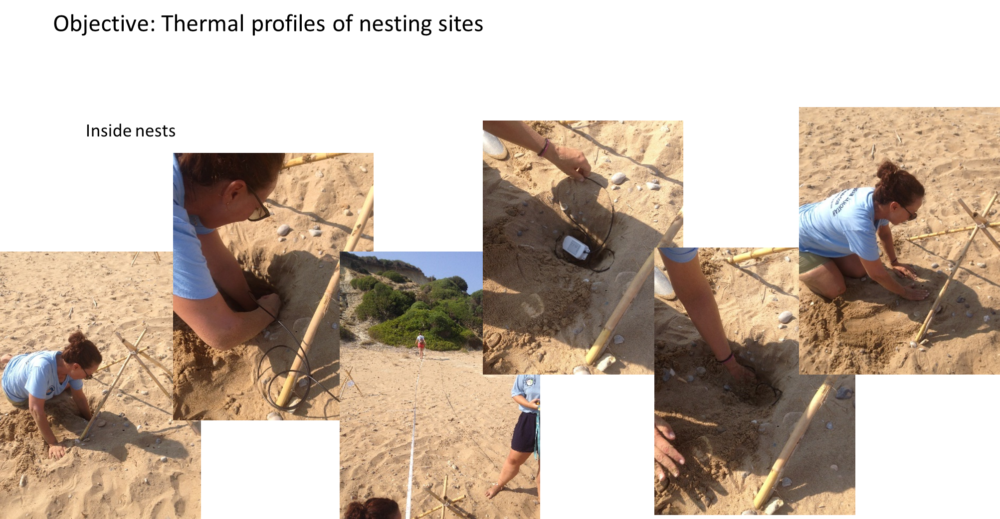 Objective: Thermal profiles of nesting sites
Inside nests